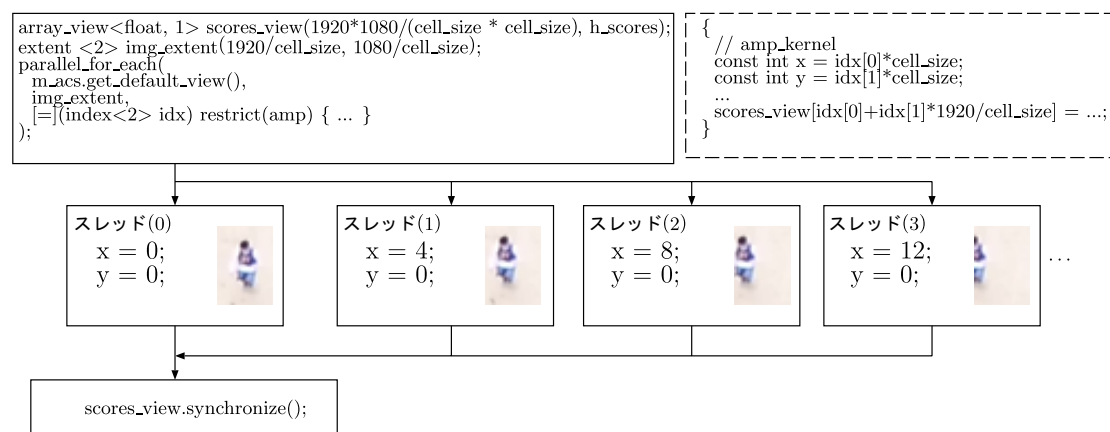 array_view<float, 1> scores_view(1920*1080/(cell_size * cell_size), h_scores);
extent <2> img_extent(1920/cell_size, 1080/cell_size);
parallel_for_each(
m_acs.get_default_view(),
img_extent,
[=](index<2> idx) restrict(amp) { ... }
);
{
// amp_kernel
const int x = idx[0]*cell_size;
const int y = idx[1]*cell_size;
...
scores_view[idx[0]+idx[1]*1920/cell_size] = ...;
}
スレッド(0)
x = 0;
y = 0;
スレッド(1)
x = 4;
y = 0;
スレッド(2)
x = 8;
y = 0;
スレッド(3)
x = 12;
y = 0;
...
scores_view.synchronize();